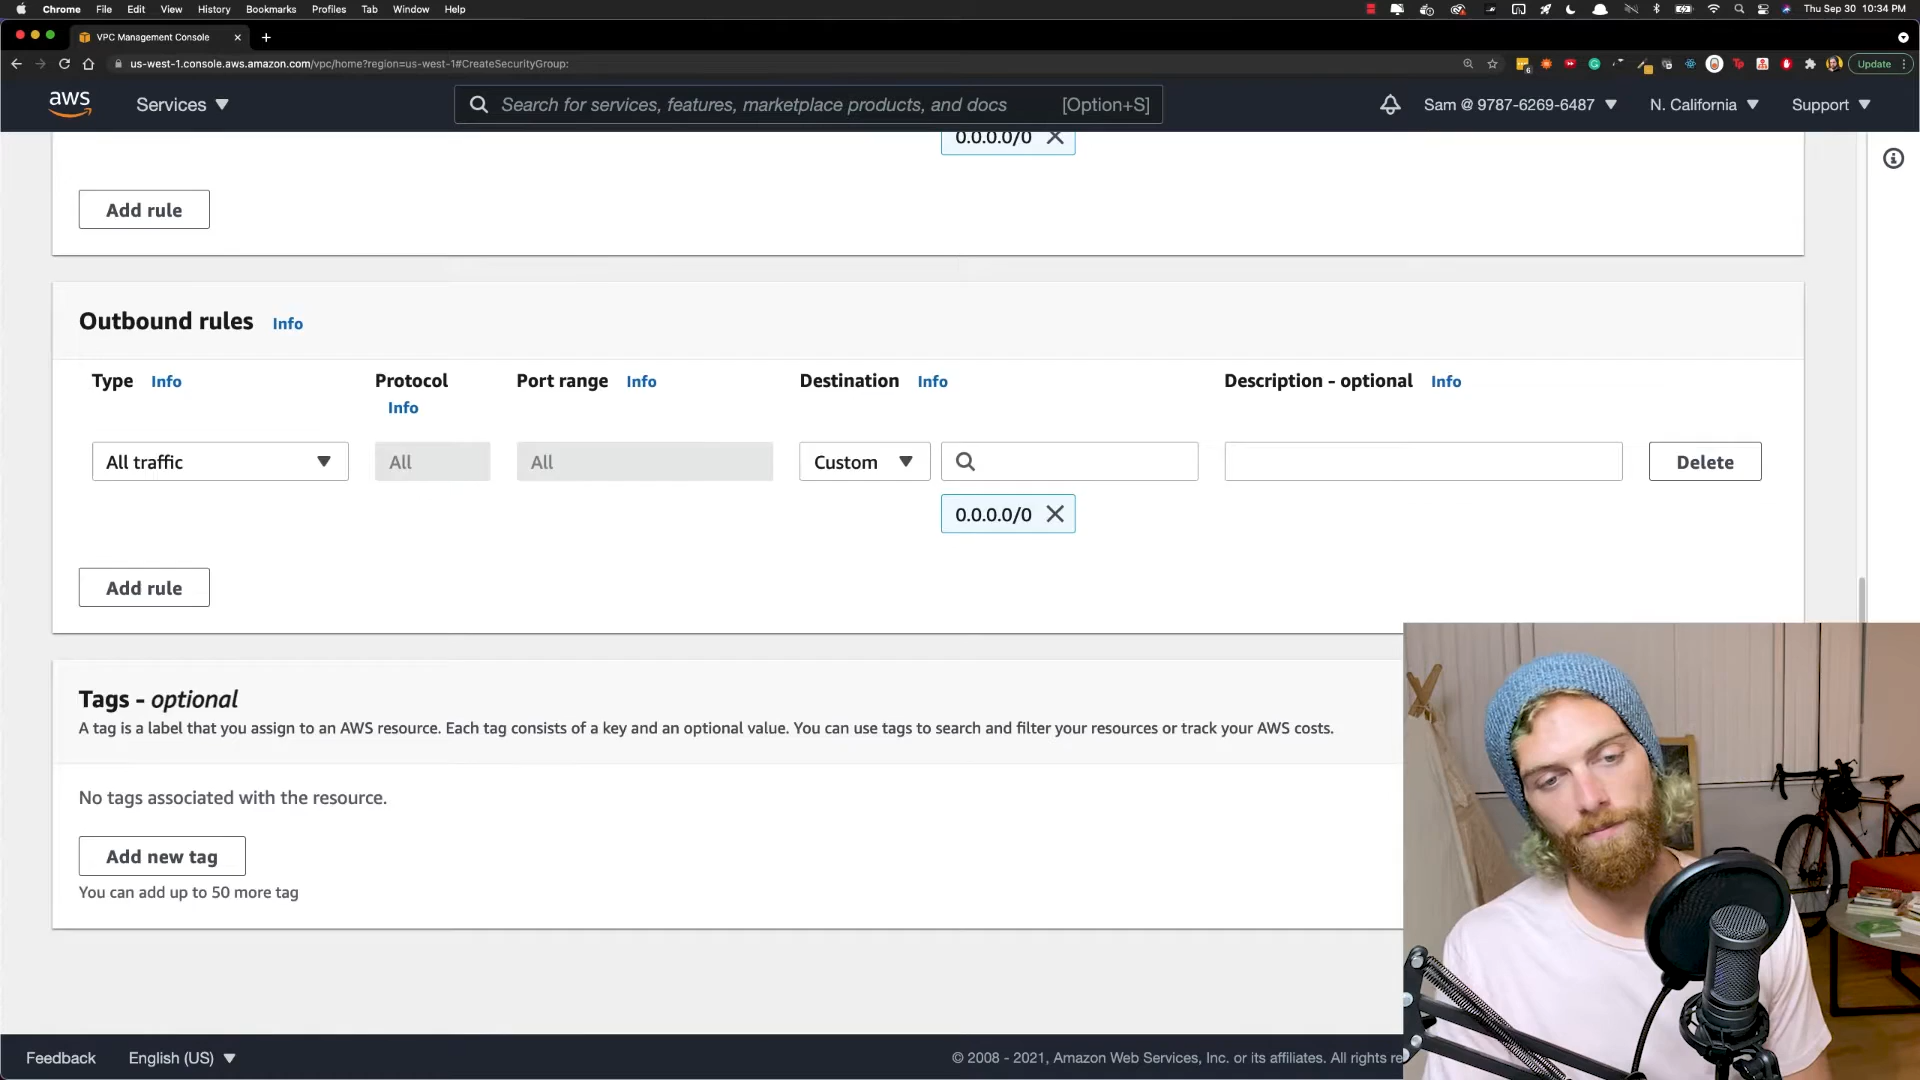 Chrome File Edit View History Bookmarks Profiles Tab Window Help Thu Sep 30 10:34 PM
VPC Management Console
us-west-1.console.aws.amazon.com/vpc/home?region=us-west-1#CreateSecurityGroup: Update
aws Services Search for services, features, marketplace products, and docs [Option+S] Sam @ 9787-6269-6487 N. California Support
0.0.0.0/0
Add rule
Outbound rules Info
Type Info Protocol Info Port range Info Destination Info Description - optional Info
All traffic All All Custom Delete
0.0.0.0/0
Add rule
Tags - optional
A tag is a label that you assign to an AWS resource. Each tag consists of a key and an optional value. You can use tags to search and filter your resources or track your AWS costs.
No tags associated with the resource.
Add new tag
You can add up to 50 more tag
Feedback English (US) © 2008 - 2021, Amazon Web Services, Inc. or its affiliates. All rights re